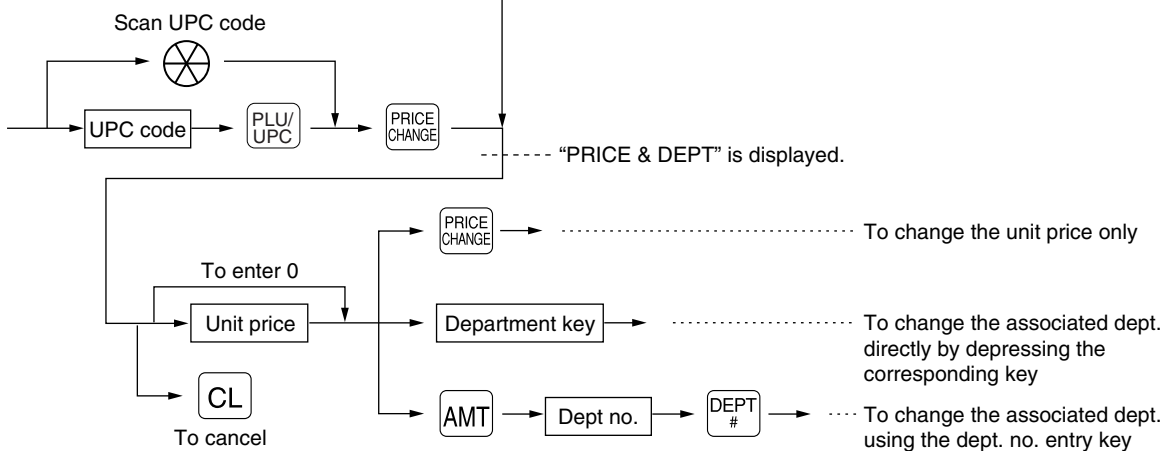 Scan UPC code
UPC code
PLU/
UPC
PRICE
CHANGE
“PRICE & DEPT” is displayed.
PRICE
CHANGE
To change the unit price only
To enter 0
Unit price
Department key
To change the associated dept.
directly by depressing the
corresponding key
CL
To cancel
AMT
Dept no.
DEPT
#
To change the associated dept.
using the dept. no. entry key